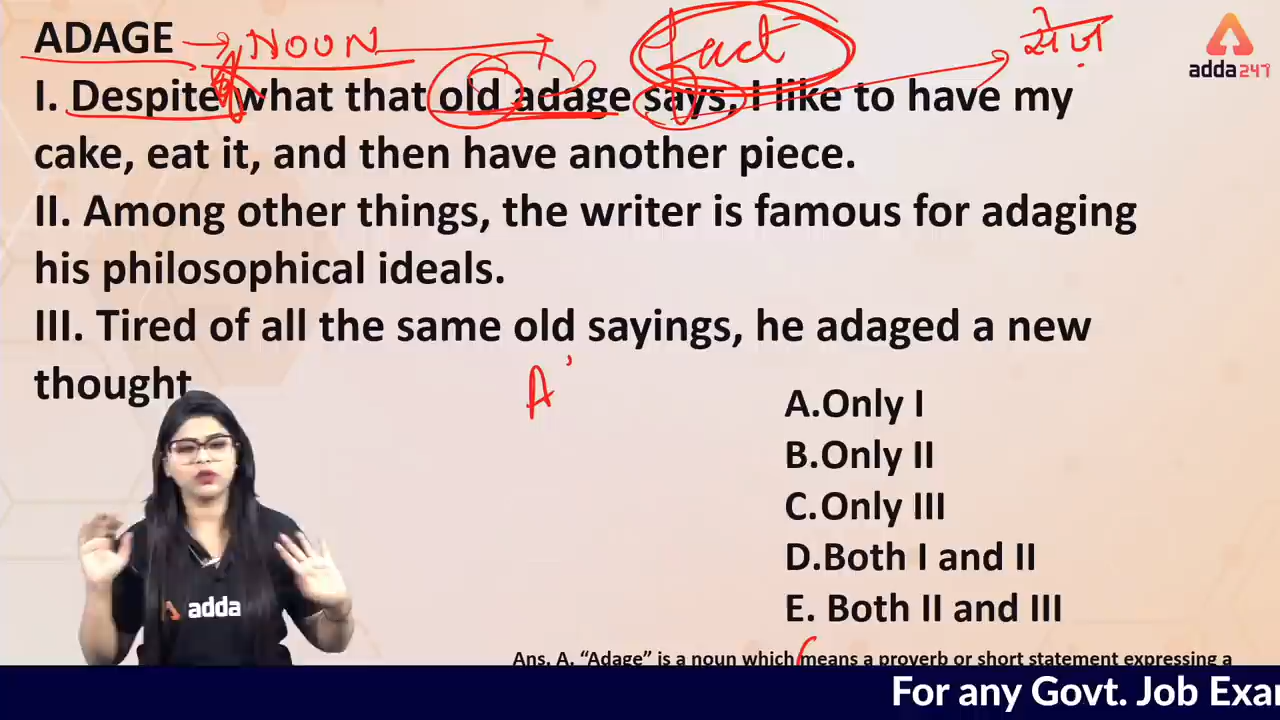 ADAGE → NOUN
fact
सेज़
adda247
I. Despite what that old adage says, I like to have my
cake, eat it, and then have another piece.
II. Among other things, the writer is famous for adaging
his philosophical ideals.
III. Tired of all the same old sayings, he adaged a new
thought
A
A.Only I
B.Only II
C.Only III
D.Both I and II
E. Both II and III
adda
Ans. A. “Adage” is a noun which means a proverb or short statement expressing a
For any Govt. Job Exa